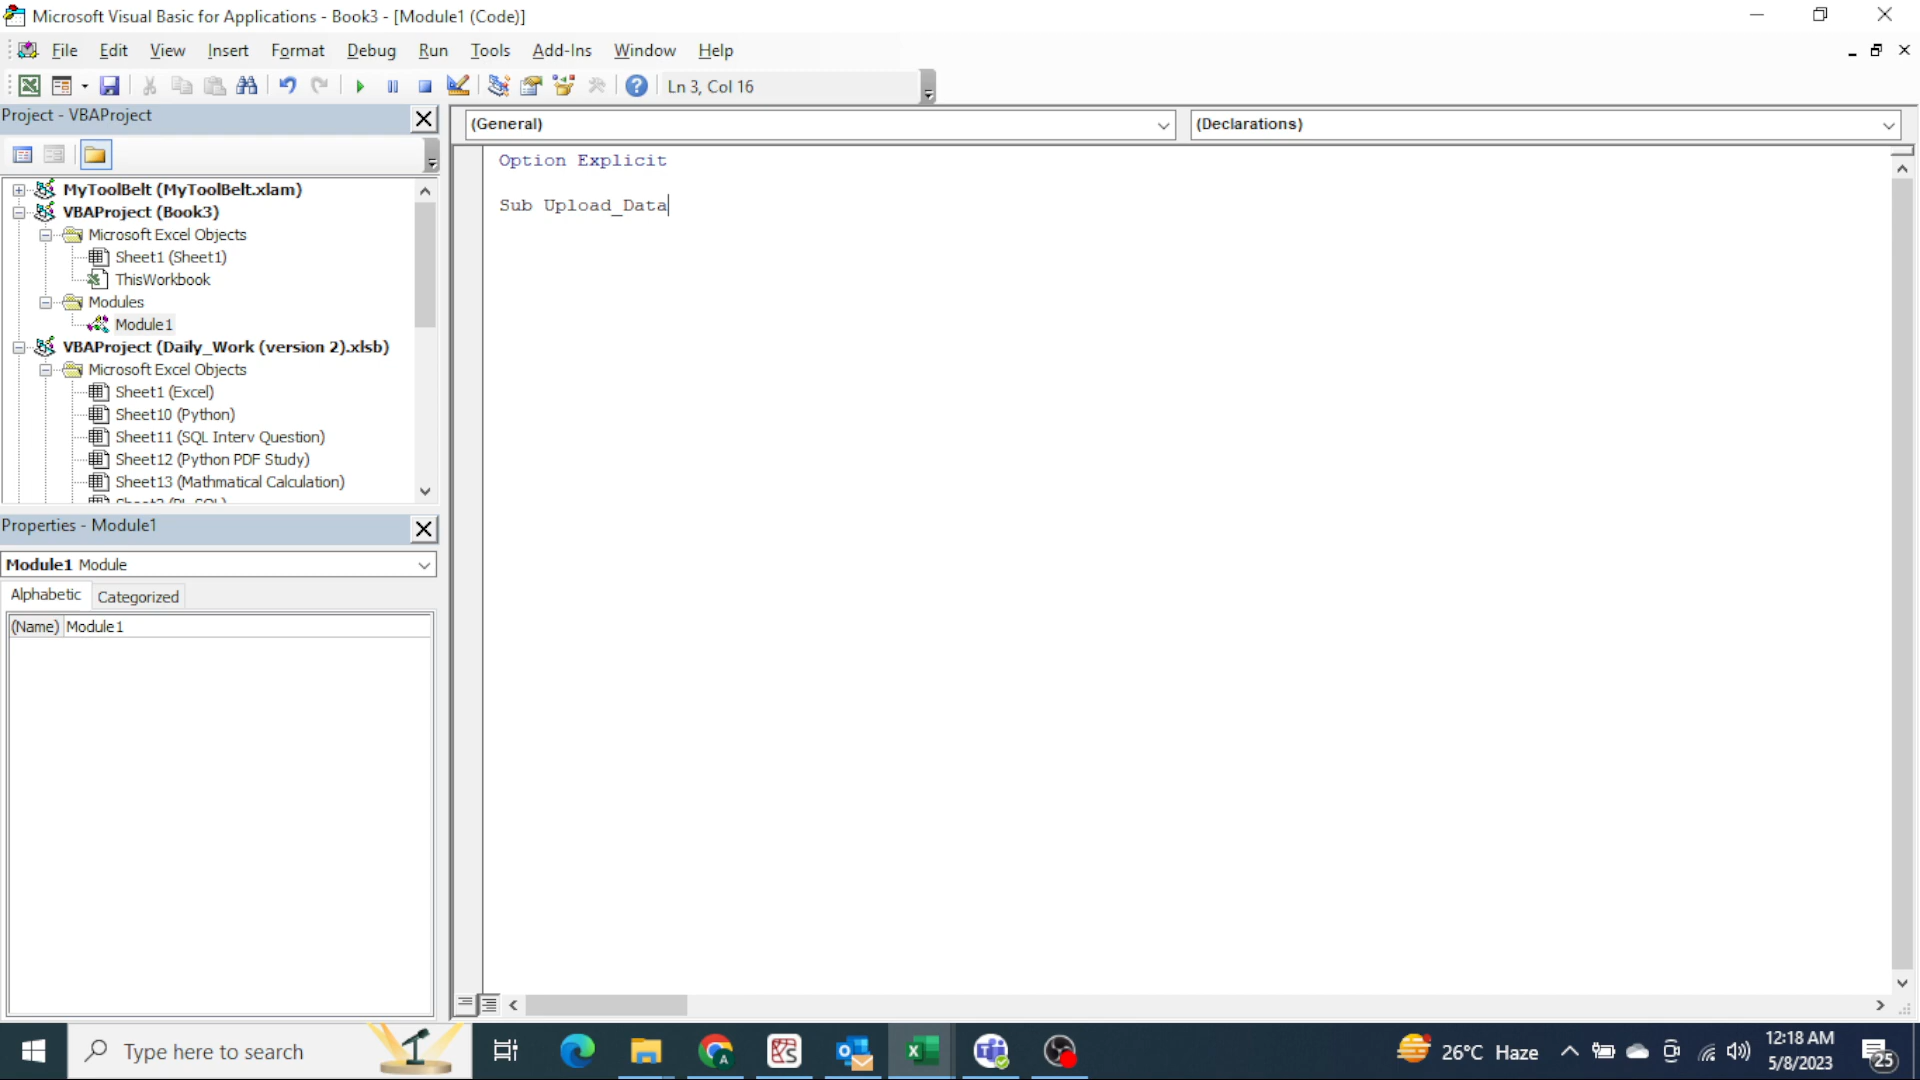 Microsoft Visual Basic for Applications - Book3 - [Module1 (Code)]
File Edit View Insert Format Debug Run Tools Add-Ins Window Help
Ln 3, Col 16
Project - VBAProject
(General) (Declarations)
Option Explicit
Sub Upload_Data
MyToolBelt (MyToolBelt.xlam)
VBAProject (Book3)
Microsoft Excel Objects
Sheet1 (Sheet1)
ThisWorkbook
Modules
Module1
VBAProject (Daily_Work (version 2).xlsb)
Microsoft Excel Objects
Sheet1 (Excel)
Sheet10 (Python)
Sheet11 (SQL Interv Question)
Sheet12 (Python PDF Study)
Sheet13 (Mathmatical Calculation)
Properties - Module1
Module1 Module
Alphabetic Categorized
(Name) Module1
Type here to search
26°C Haze
12:18 AM
5/8/2023
25